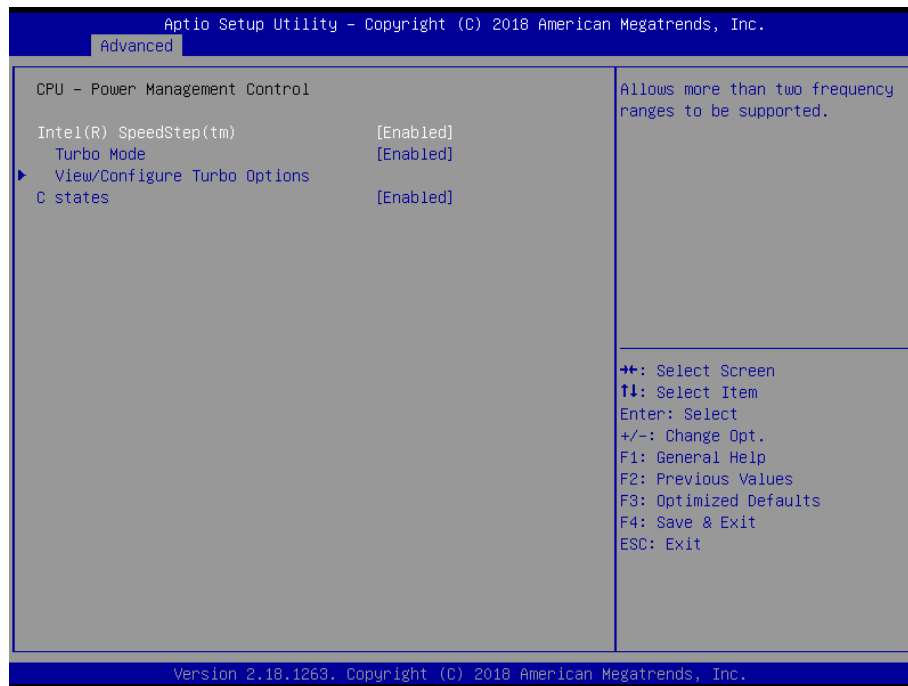 Aptio Setup Utility – Copyright (C) 2018 American Megatrends, Inc.
Advanced
CPU – Power Management Control
Intel(R) SpeedStep(tm) [Enabled]
Turbo Mode [Enabled]
View/Configure Turbo Options
C states [Enabled]
Allows more than two frequency
ranges to be supported.
→←: Select Screen
↑↓: Select Item
Enter: Select
+/-: Change Opt.
F1: General Help
F2: Previous Values
F3: Optimized Defaults
F4: Save & Exit
ESC: Exit
Version 2.18.1263. Copyright (C) 2018 American Megatrends, Inc.